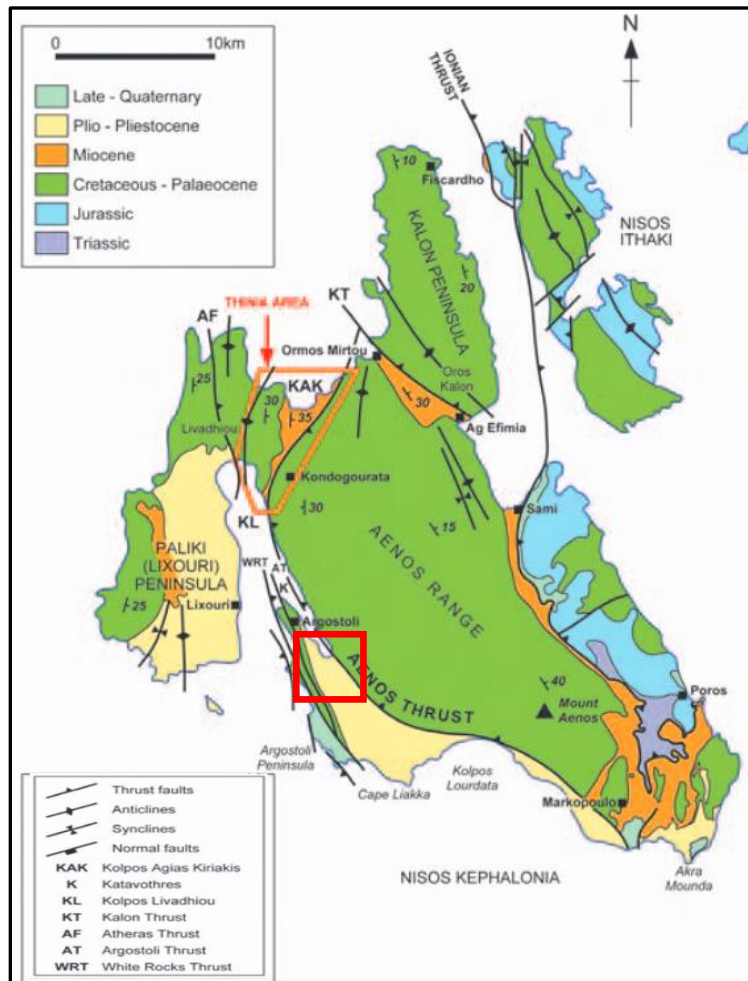 0
10km
Late - Quaternary
Plio - Pliestocene
Miocene
Cretaceous - Palaeocene
Jurassic
Triassic
N
IONIAN
THRUST
10
Fiscardho
KALON PENINSULA
20
NISOS
ITHAKI
THINIA AREA
AF
KT
Ormos Mirtou
KAK
Oros
Kalon
25
30
35
30
Livadhiou
Ag Efimia
Kondogourata
KL
30
15
Sami
PALIKI
(LIXOURI)
PENINSULA
WRT
AT
K
AENOS RANGE
25
Lixouri
Argostoli
AENOS THRUST
40
Mount
Aenos
Poros
Argostoli
Peninsula
Cape Liakka
Kolpos
Lourdata
Markopoulo
NISOS KEPHALONIA
Akra
Mounda
Thrust faults
Anticlines
Synclines
Normal faults
KAK Kolpos Agias Kiriakis
K Katavothres
KL Kolpos Livadhiou
KT Kalon Thrust
AF Atheras Thrust
AT Argostoli Thrust
WRT White Rocks Thrust